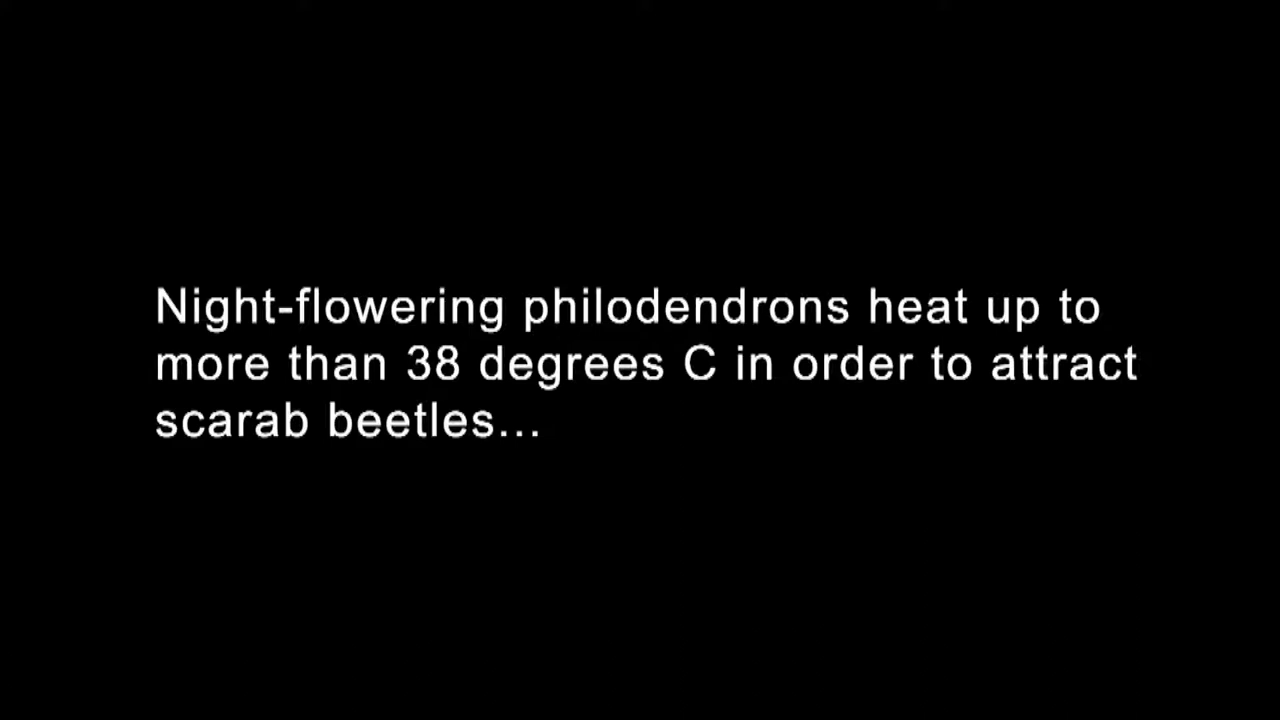 Night-flowering philodendrons heat up to
more than 38 degrees C in order to attract
scarab beetles...